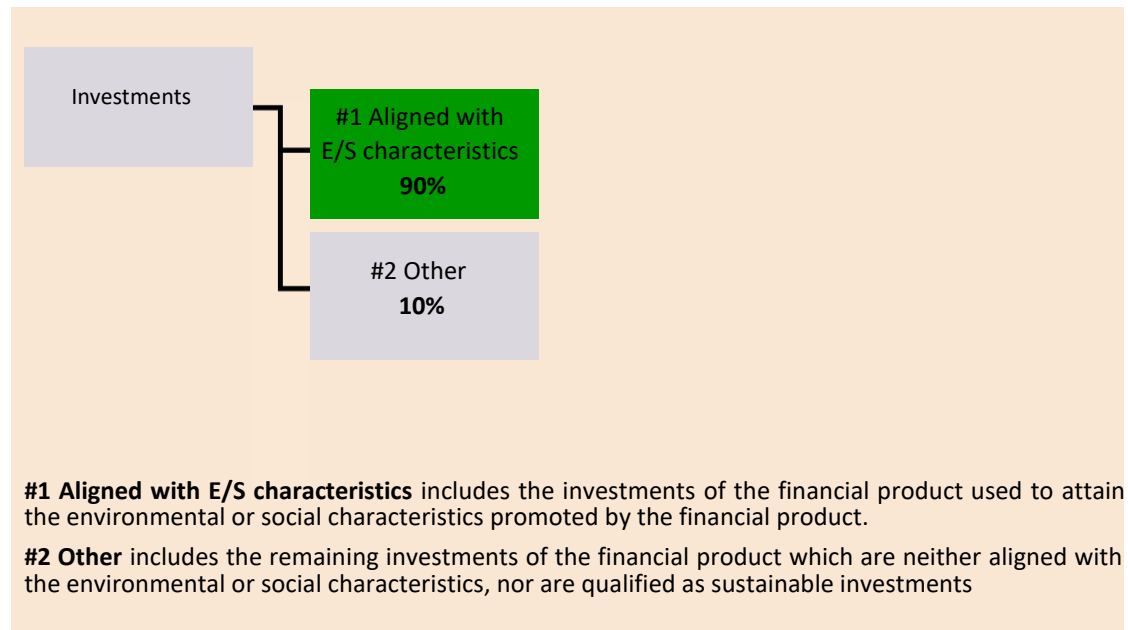 Investments
#1 Aligned with
E/S characteristics
90%
#2 Other
10%
#1 Aligned with E/S characteristics includes the investments of the financial product used to attain
the environmental or social characteristics promoted by the financial product.
#2 Other includes the remaining investments of the financial product which are neither aligned with
the environmental or social characteristics, nor are qualified as sustainable investments